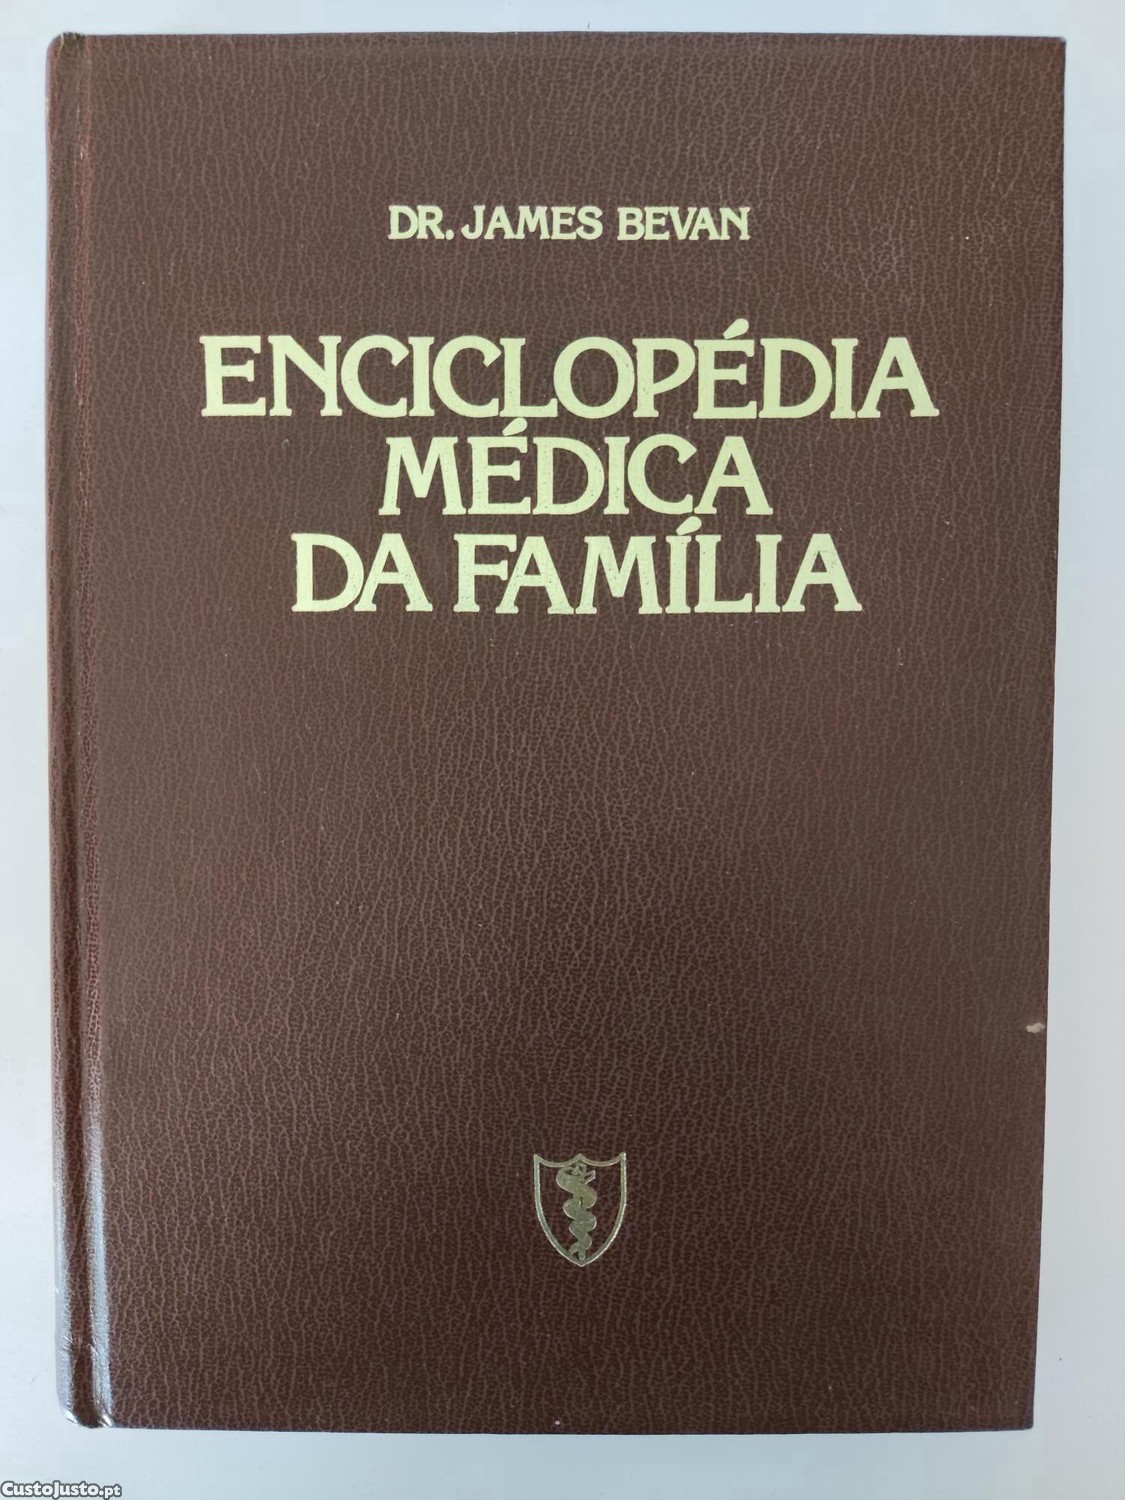 DR. JAMES BEVAN
ENCICLOPÉDIA
MÉDICA
DA FAMÍLIA
CustoJusto.pt